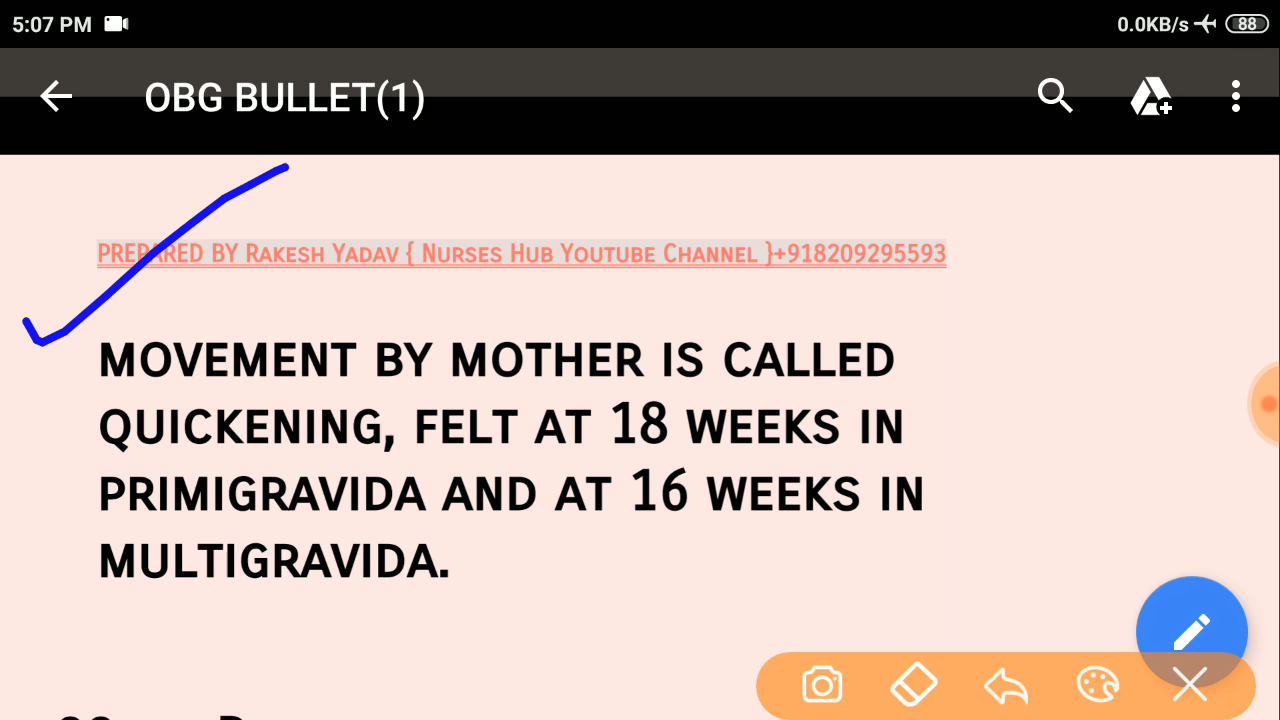 5:07 PM 0.0KB/s 88
OBG BULLET(1)
PREPARED BY RAKESH YADAV { NURSES HUB YOUTUBE CHANNEL }+918209295593
MOVEMENT BY MOTHER IS CALLED
QUICKENING, FELT AT 18 WEEKS IN
PRIMIGRAVIDA AND AT 16 WEEKS IN
MULTIGRAVIDA.